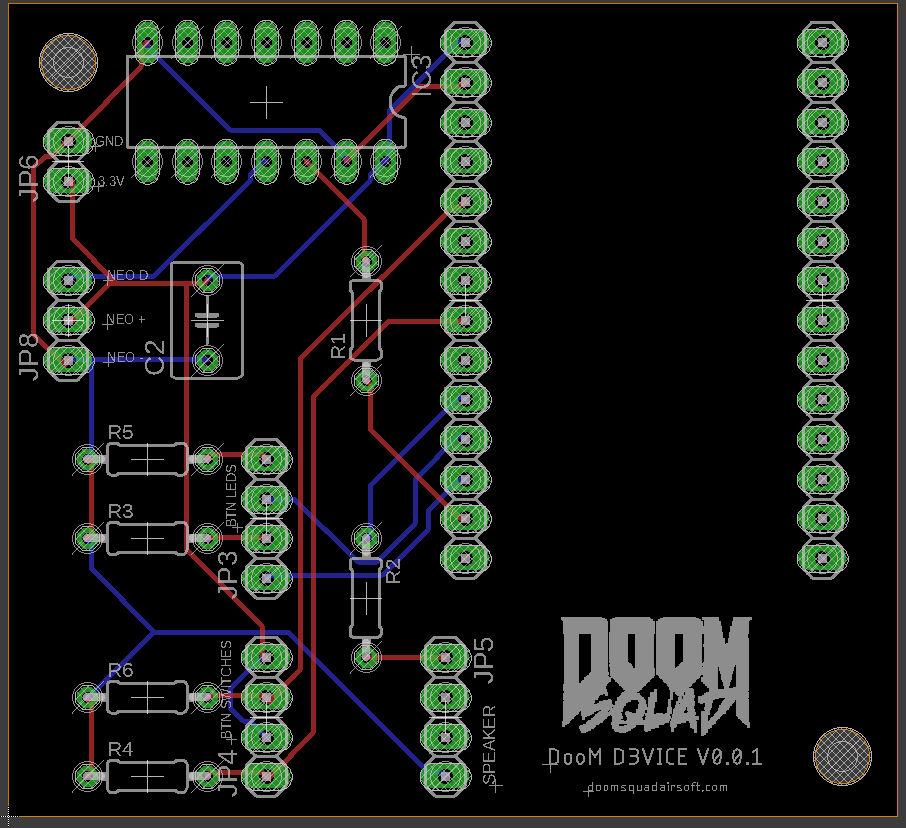 IC3
GND
JP6
3.3V
NEO D
NEO +
R1
JP8
NEO -
C2
R5
BTN LEDS
R3
JP3
R2
BTN SWITCHES
JP5
R6
DOOM
SQUAD
SPEAKER
R4
JP4
DooM D3VICE V0.0.1
doomsquadairsoft.com